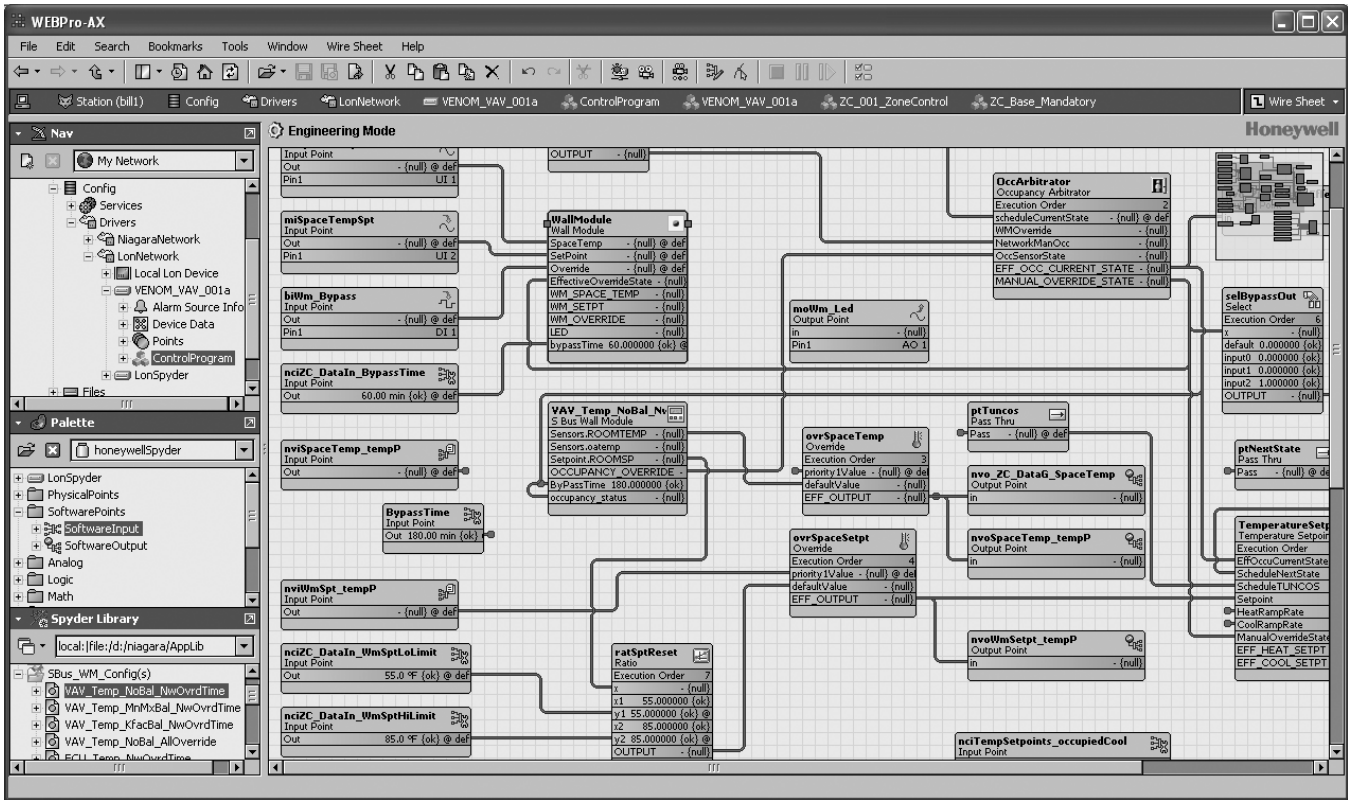 WEBPro-AX
File Edit Search Bookmarks Tools Window Wire Sheet Help
Station (bill1) Config Drivers LonNetwork VENOM_VAV_001a ControlProgram VENOM_VAV_001a ZC_001_ZoneControl ZC_Base_Mandatory Wire Sheet
Nav
My Network
Config
Services
Drivers
NiagaraNetwork
LonNetwork
Local Lon Device
VENOM_VAV_001a
Alarm Source Info
Device Data
Points
ControlProgram
LonSpyder
Files
Palette
honeywellSpyder
LonSpyder
PhysicalPoints
SoftwarePoints
SoftwareInput
SoftwareOutput
Analog
Logic
Math
Spyder Library
local:|file:/d:/niagara/AppLib
SBus_WM_Config(s)
VAV_Temp_NoBal_NwOvrdTime
VAV_Temp_MnMxBal_NwOvrdTime
VAV_Temp_KfacBal_NwOvrdTime
VAV_Temp_NoBal_AllOverride
Engineering Mode
Honeywell
Input Point
Out - {null} @ def
Pin1 UI 1
miSpaceTempSpt
Input Point
Out - {null} @ def
Pin1 UI 2
biWm_Bypass
Input Point
Out - {null} @ def
Pin1 DI 1
nciZC_DataIn_BypassTime
Input Point
Out 60.00 min {ok} @ def
nviSpaceTemp_tempP
Input Point
Out - {null} @ def
BypassTime
Input Point
Out 180.00 min {ok}
nviWmSpt_tempP
Input Point
Out - {null} @ def
nciZC_DataIn_WmSptLoLimit
Input Point
Out 55.0 °F {ok} @ def
nciZC_DataIn_WmSptHiLimit
Input Point
Out 85.0 °F {ok} @ def
OUTPUT - {null}
WallModule
Wall Module
SpaceTemp - {null} @ def
SetPoint - {null} @ def
Override - {null} @ def
EffectiveOverrideState - {null}
WM_SPACE_TEMP - {null}
WM_SETPT - {null}
WM_OVERRIDE - {null}
LED - {null}
bypassTime 60.000000 {ok} @
VAV_Temp_NoBal_Nw
S Bus Wall Module
Sensors.ROOMTEMP - {null}
Sensors.oatemp - {null}
Setpoint.ROOMSP - {null}
OCCUPANCY_OVERRIDE -
ByPassTime 180.000000 {ok}
occupancy_status - {null}
ratSptReset
Ratio
Execution Order 7
x - {null}
x1 55.000000 {ok}
y1 55.000000 {ok} @
x2 85.000000 {ok}
y2 85.000000 {ok} @
OUTPUT - {null}
moWm_Led
Output Point
in - {null}
Pin1 AO 1
ovrSpaceTemp
Override
Execution Order 3
priority1Value - {null} @ de
defaultValue - {null}
EFF_OUTPUT - {null}
ovrSpaceSetpt
Override
Execution Order 4
priority1Value - {null} @ de
defaultValue - {null}
EFF_OUTPUT - {null}
OccArbitrator
Occupancy Arbitrator
Execution Order 2
scheduleCurrentState - {null} @ def
WMOverride - {null}
NetworkManOcc - {null}
OccSensorState - {null}
EFF_OCC_CURRENT_STATE - {null}
MANUAL_OVERRIDE_STATE - {null}
ptTuncos
Pass Thru
Pass - {null} @ def
nvo_ZC_DataG_SpaceTemp
Output Point
in - {null}
nvoSpaceTemp_tempP
Output Point
in - {null}
nvoWmSetpt_tempP
Output Point
in - {null}
nciTempSetpoints_occupiedCool
Input Point
selBypassOut
Select
Execution Order 6
x - {null}
default 0.000000 {ok}
input0 0.000000 {ok}
input1 0.000000 {ok}
input2 1.000000 {ok}
OUTPUT - {null}
ptNextState
Pass Thru
Pass - {null} @
TemperatureSetp
Temperature Setpoir
Execution Order
EffOccuCurrentState
ScheduleNextState
ScheduleTUNCOS
Setpoint
HeatRampRate
CoolRampRate
ManualOverrideState
EFF_HEAT_SETPT
EFF_COOL_SETPT